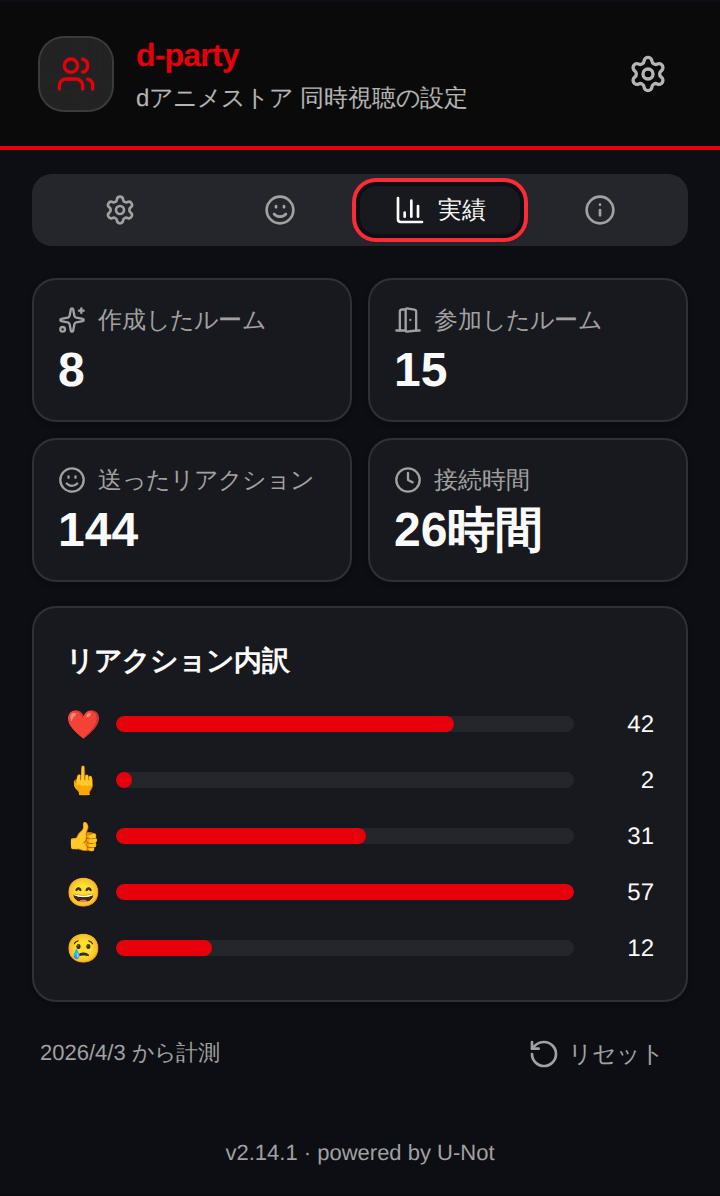 d-party
dアニメストア 同時視聴の設定
実績
作成したルーム
8
参加したルーム
15
送ったリアクション
144
接続時間
26時間
リアクション内訳
42
2
31
57
12
2026/4/3 から計測
リセット
v2.14.1 · powered by U-Not